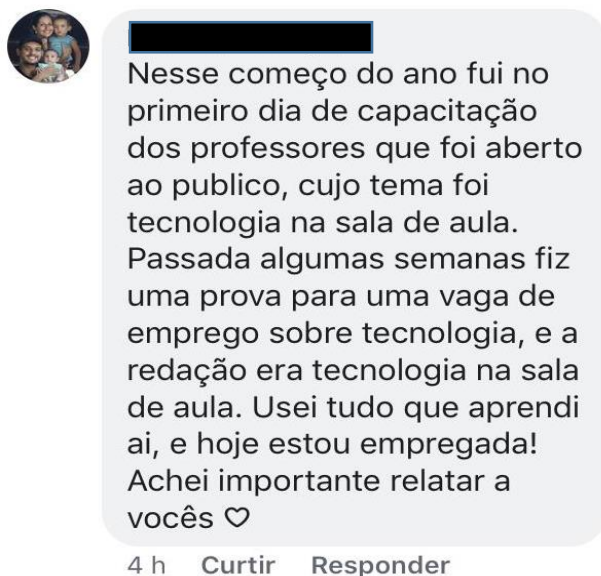 Nesse começo do ano fui no
primeiro dia de capacitação
dos professores que foi aberto
ao publico, cujo tema foi
tecnologia na sala de aula.
Passada algumas semanas fiz
uma prova para uma vaga de
emprego sobre tecnologia, e a
redação era tecnologia na sala
de aula. Usei tudo que aprendi
ai, e hoje estou empregada!
Achei importante relatar a
vocês ♡
4 h Curtir Responder